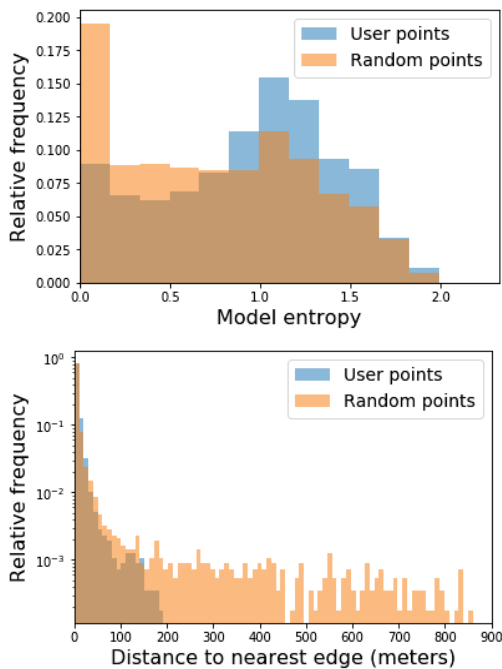 0.200
0.175
0.150
0.125
0.100
0.075
0.050
0.025
0.000
Relative frequency
User points
Random points
0.0 0.5 1.0 1.5 2.0
Model entropy
10⁰
10⁻¹
10⁻²
10⁻³
Relative frequency
User points
Random points
0 100 200 300 400 500 600 700 800 900
Distance to nearest edge (meters)